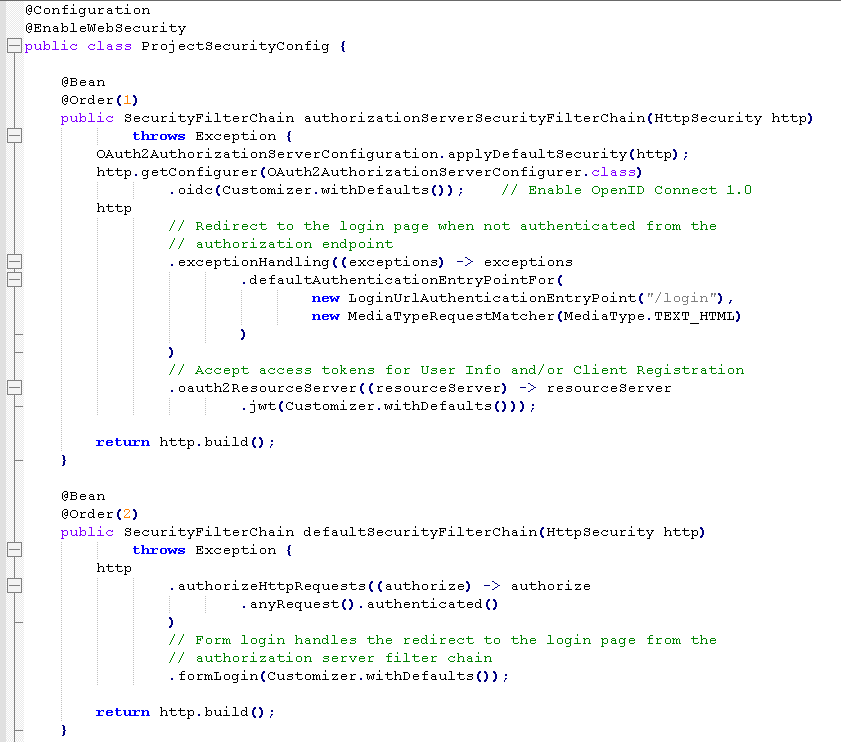 @Configuration
@EnableWebSecurity
public class ProjectSecurityConfig {
@Bean
@Order(1)
public SecurityFilterChain authorizationServerSecurityFilterChain(HttpSecurity http)
throws Exception {
OAuth2AuthorizationServerConfiguration.applyDefaultSecurity(http);
http.getConfigurer(OAuth2AuthorizationServerConfigurer.class)
.oidc(Customizer.withDefaults());    // Enable OpenID Connect 1.0
http
// Redirect to the login page when not authenticated from the
// authorization endpoint
.exceptionHandling((exceptions) -> exceptions
.defaultAuthenticationEntryPointFor(
new LoginUrlAuthenticationEntryPoint("/login"),
new MediaTypeRequestMatcher(MediaType.TEXT_HTML)
)
)
// Accept access tokens for User Info and/or Client Registration
.oauth2ResourceServer((resourceServer) -> resourceServer
.jwt(Customizer.withDefaults()));
return http.build();
}
@Bean
@Order(2)
public SecurityFilterChain defaultSecurityFilterChain(HttpSecurity http)
throws Exception {
http
.authorizeHttpRequests((authorize) -> authorize
.anyRequest().authenticated()
)
// Form login handles the redirect to the login page from the
// authorization server filter chain
.formLogin(Customizer.withDefaults());
return http.build();
}